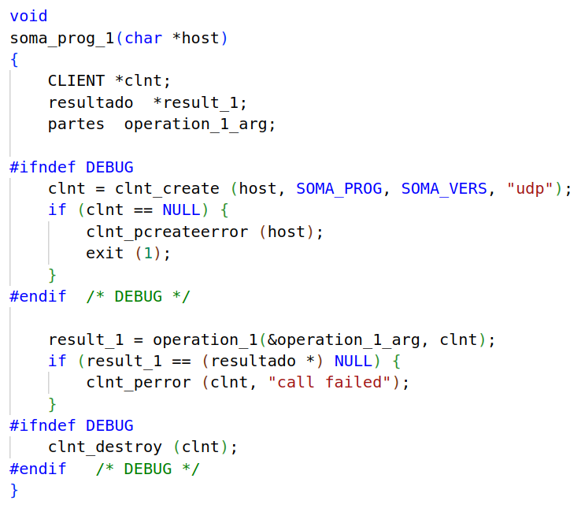 void
soma_prog_1(char *host)
{
    CLIENT *clnt;
    resultado  *result_1;
    partes  operation_1_arg;

#ifndef DEBUG
    clnt = clnt_create (host, SOMA_PROG, SOMA_VERS, "udp");
    if (clnt == NULL) {
        clnt_pcreateerror (host);
        exit (1);
    }
#endif  /* DEBUG */

    result_1 = operation_1(&operation_1_arg, clnt);
    if (result_1 == (resultado *) NULL) {
        clnt_perror (clnt, "call failed");
    }
#ifndef DEBUG
    clnt_destroy (clnt);
#endif   /* DEBUG */
}